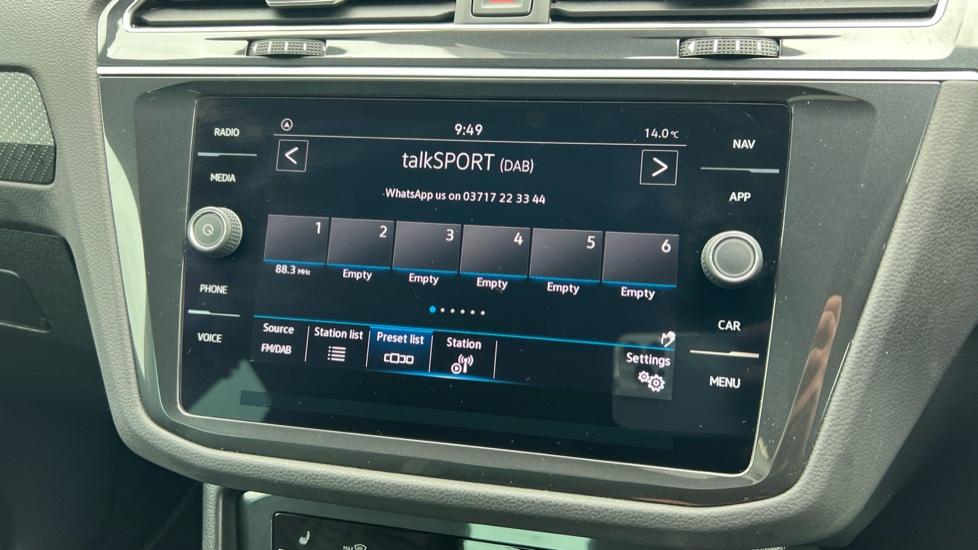 RADIO
MEDIA
PHONE
VOICE
9:49
14.0°C
talkSPORT (DAB)
WhatsApp us on 03717 22 33 44
1 2 3 4 5 6
88.3 MHz Empty Empty Empty Empty Empty
Source Station list Preset list Station Settings
FM/DAB
NAV
APP
CAR
MENU